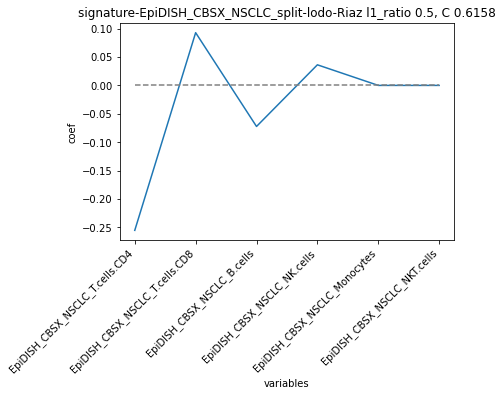 signature-EpiDISH_CBSX_NSCLC_split-lodo-Riaz l1_ratio 0.5, C 0.6158
0.10
0.05
0.00
−0.05
−0.10
−0.15
−0.20
−0.25
coef
EpiDISH_CBSX_NSCLC_T.cells.CD4
EpiDISH_CBSX_NSCLC_T.cells.CD8
EpiDISH_CBSX_NSCLC_B.cells
EpiDISH_CBSX_NSCLC_NK.cells
EpiDISH_CBSX_NSCLC_Monocytes
EpiDISH_CBSX_NSCLC_NKT.cells
variables